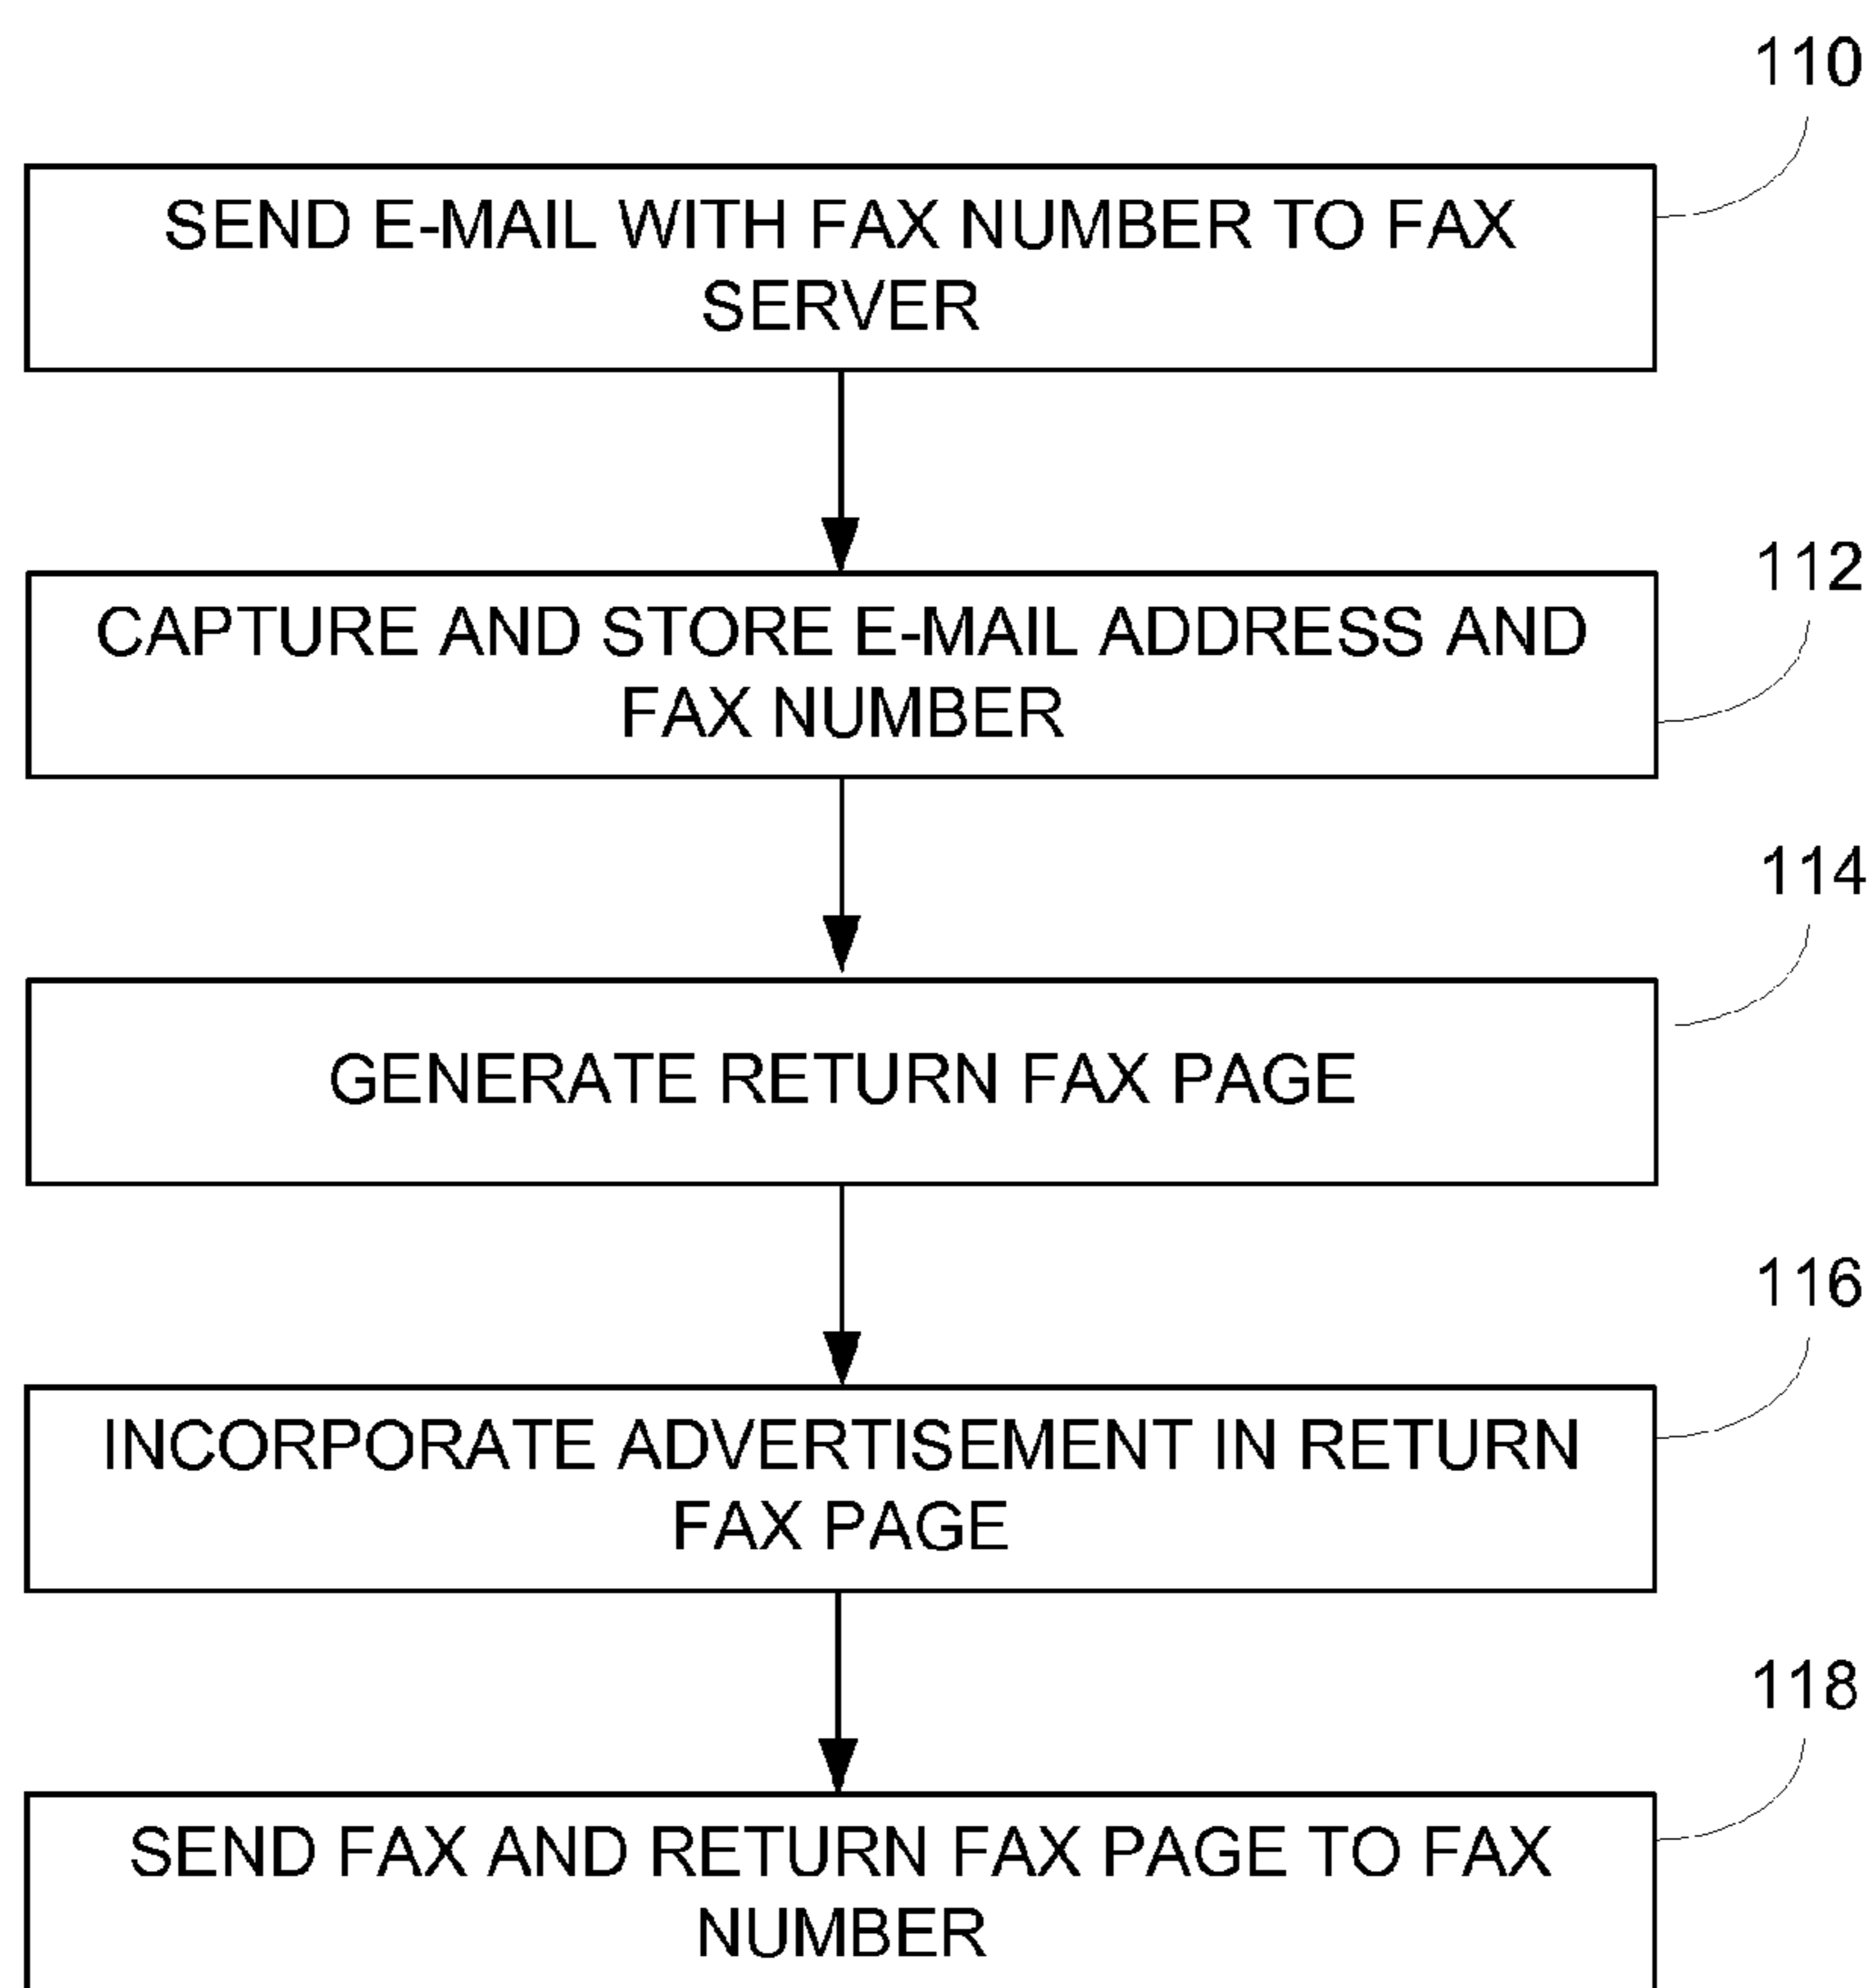 110
SEND E-MAIL WITH FAX NUMBER TO FAX
SERVER
112
CAPTURE AND STORE E-MAIL ADDRESS AND
FAX NUMBER
114
GENERATE RETURN FAX PAGE
116
INCORPORATE ADVERTISEMENT IN RETURN
FAX PAGE
118
SEND FAX AND RETURN FAX PAGE TO FAX
NUMBER